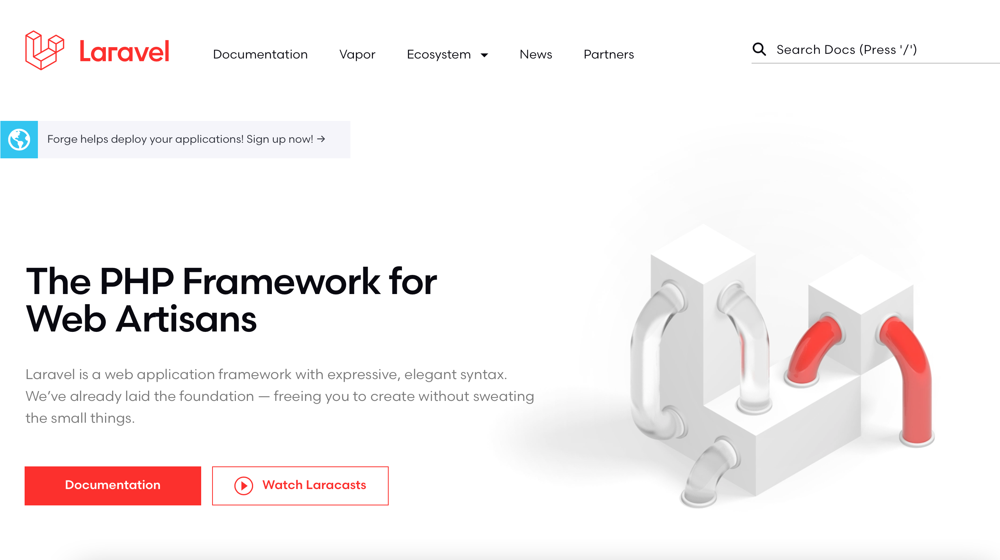 Laravel
Documentation
Vapor
Ecosystem
News
Partners
Search Docs (Press '/')
Forge helps deploy your applications! Sign up now! →
The PHP Framework for
Web Artisans
Laravel is a web application framework with expressive, elegant syntax.
We’ve already laid the foundation — freeing you to create without sweating
the small things.
Documentation
Watch Laracasts